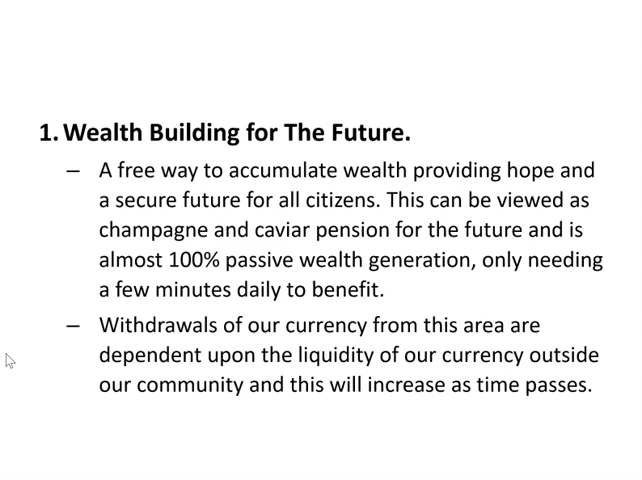 1. Wealth Building for The Future.
– A free way to accumulate wealth providing hope and
a secure future for all citizens. This can be viewed as
champagne and caviar pension for the future and is
almost 100% passive wealth generation, only needing
a few minutes daily to benefit.
– Withdrawals of our currency from this area are
dependent upon the liquidity of our currency outside
our community and this will increase as time passes.